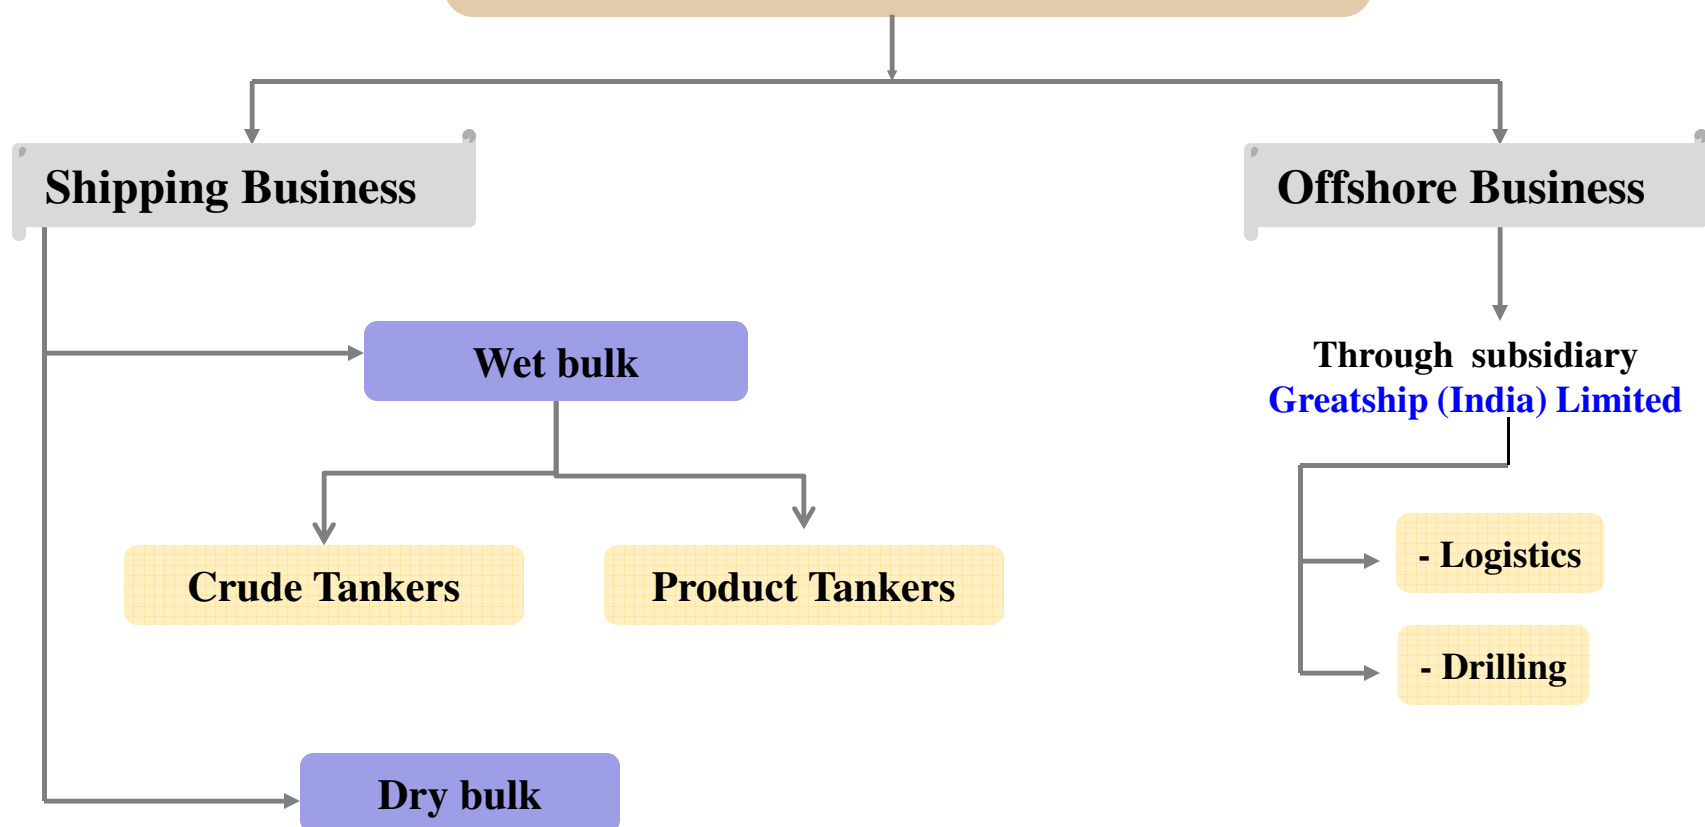 Shipping Business
Offshore Business
Wet bulk
Through subsidiary
Greatship (India) Limited
Crude Tankers
Product Tankers
- Logistics
- Drilling
Dry bulk